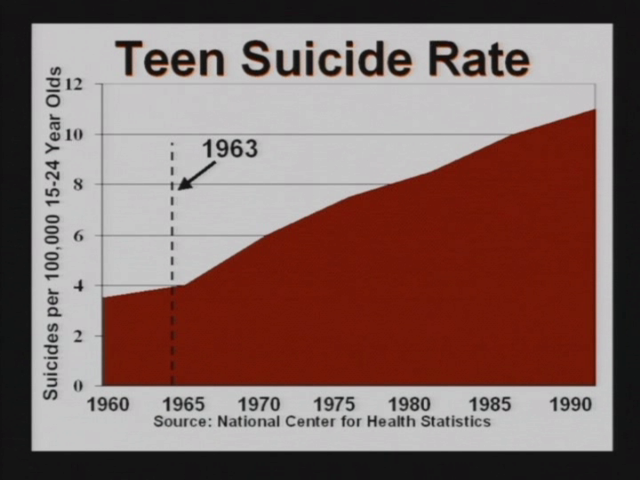 Teen Suicide Rate
Suicides per 100,000 15-24 Year Olds
12
10
8
6
4
2
0
1963
1960 1965 1970 1975 1980 1985 1990
Source: National Center for Health Statistics